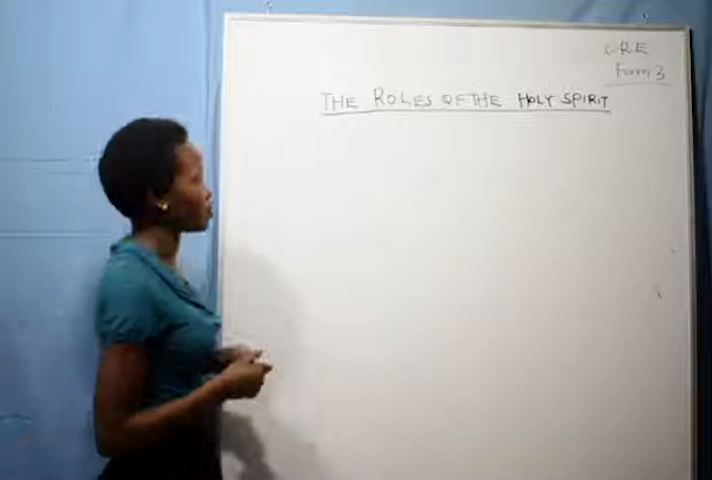 C.R.E
Form 3
THE ROLES OF THE HOLY SPIRIT